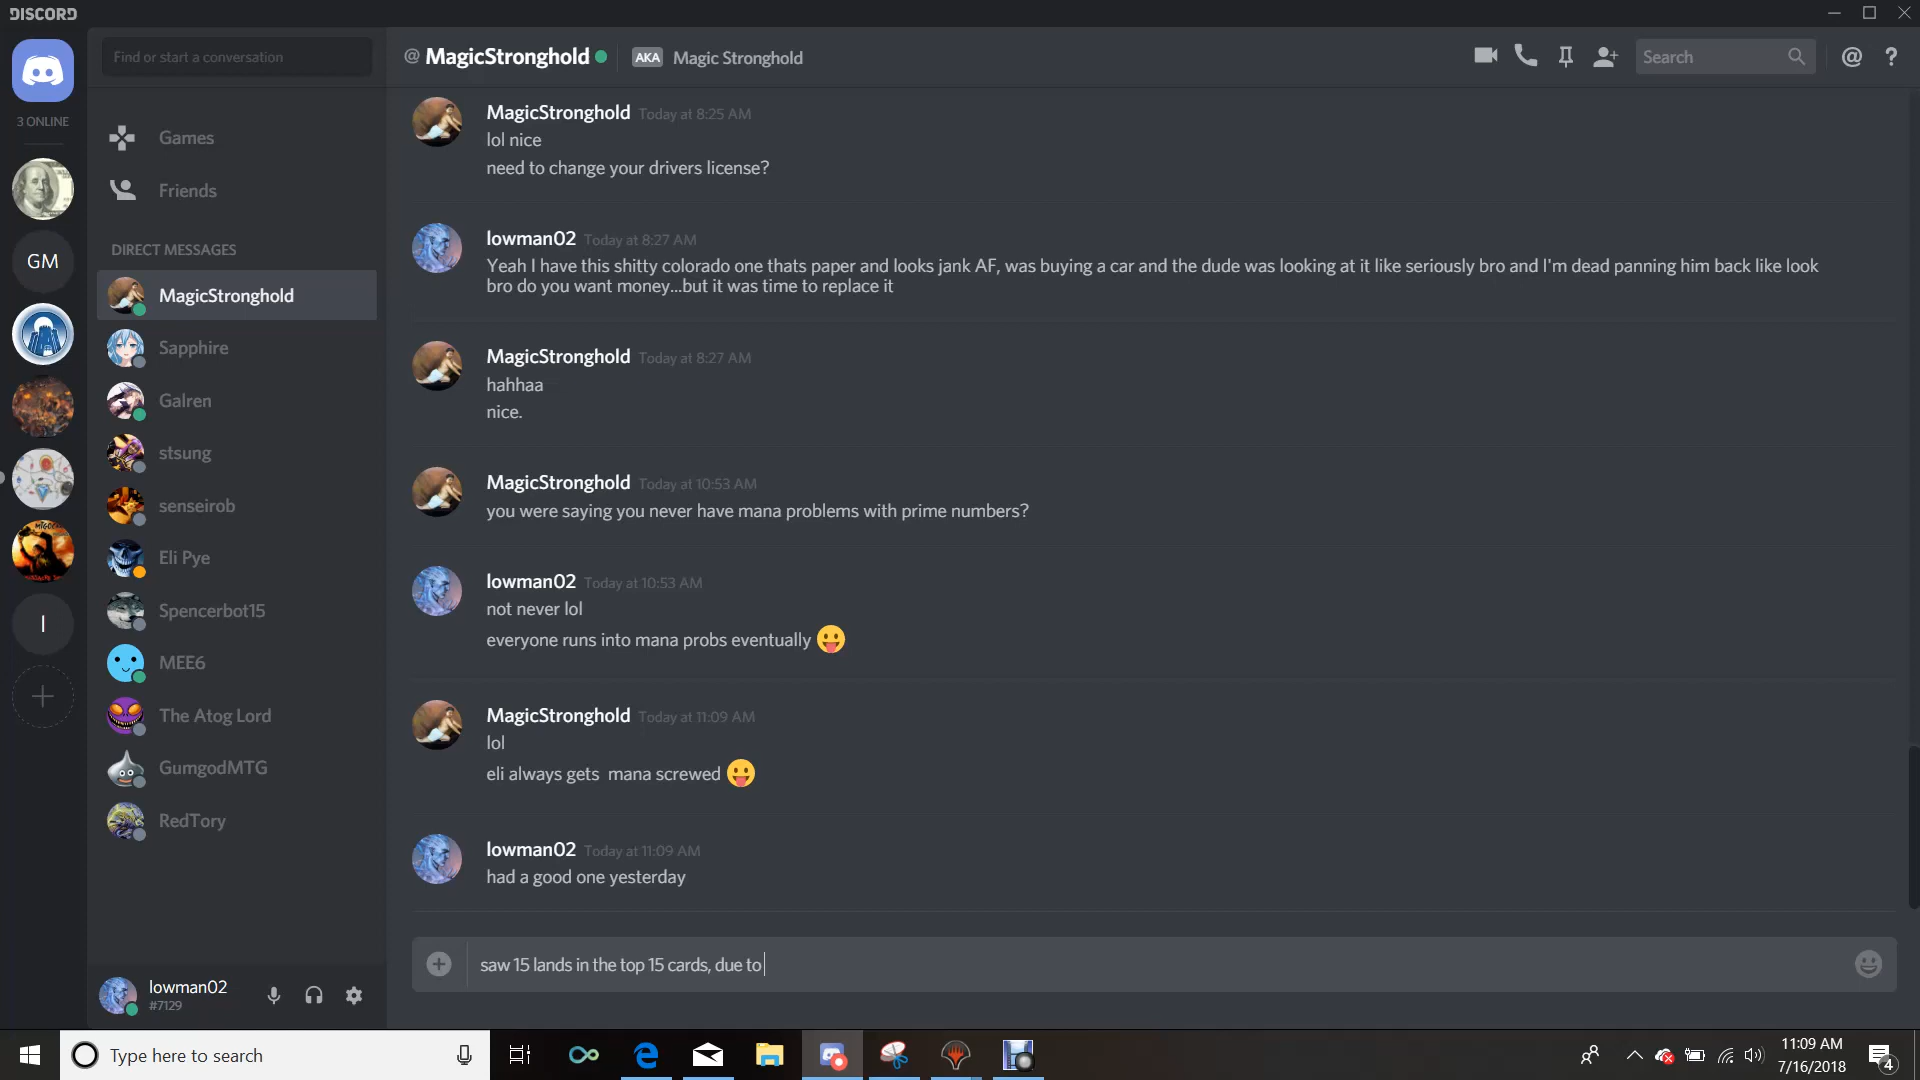 DISCORD
Find or start a conversation
@ MagicStronghold
AKA Magic Stronghold
Search
3 ONLINE
GM
I
Games
Friends
DIRECT MESSAGES
MagicStronghold
Sapphire
Galren
stsung
senseirob
Eli Pye
Spencerbot15
MEE6
The Atog Lord
GumgodMTG
RedTory
lowman02
#7129
MagicStronghold Today at 8:25 AM
lol nice
need to change your drivers license?
lowman02 Today at 8:27 AM
Yeah I have this shitty colorado one thats paper and looks jank AF, was buying a car and the dude was looking at it like seriously bro and I'm dead panning him back like look
bro do you want money...but it was time to replace it
MagicStronghold Today at 8:27 AM
hahhaa
nice.
MagicStronghold Today at 10:53 AM
you were saying you never have mana problems with prime numbers?
lowman02 Today at 10:53 AM
not never lol
everyone runs into mana probs eventually 😛
MagicStronghold Today at 11:09 AM
lol
eli always gets  mana screwed 😛
lowman02 Today at 11:09 AM
had a good one yesterday
saw 15 lands in the top 15 cards, due to
Type here to search
11:09 AM
7/16/2018
4